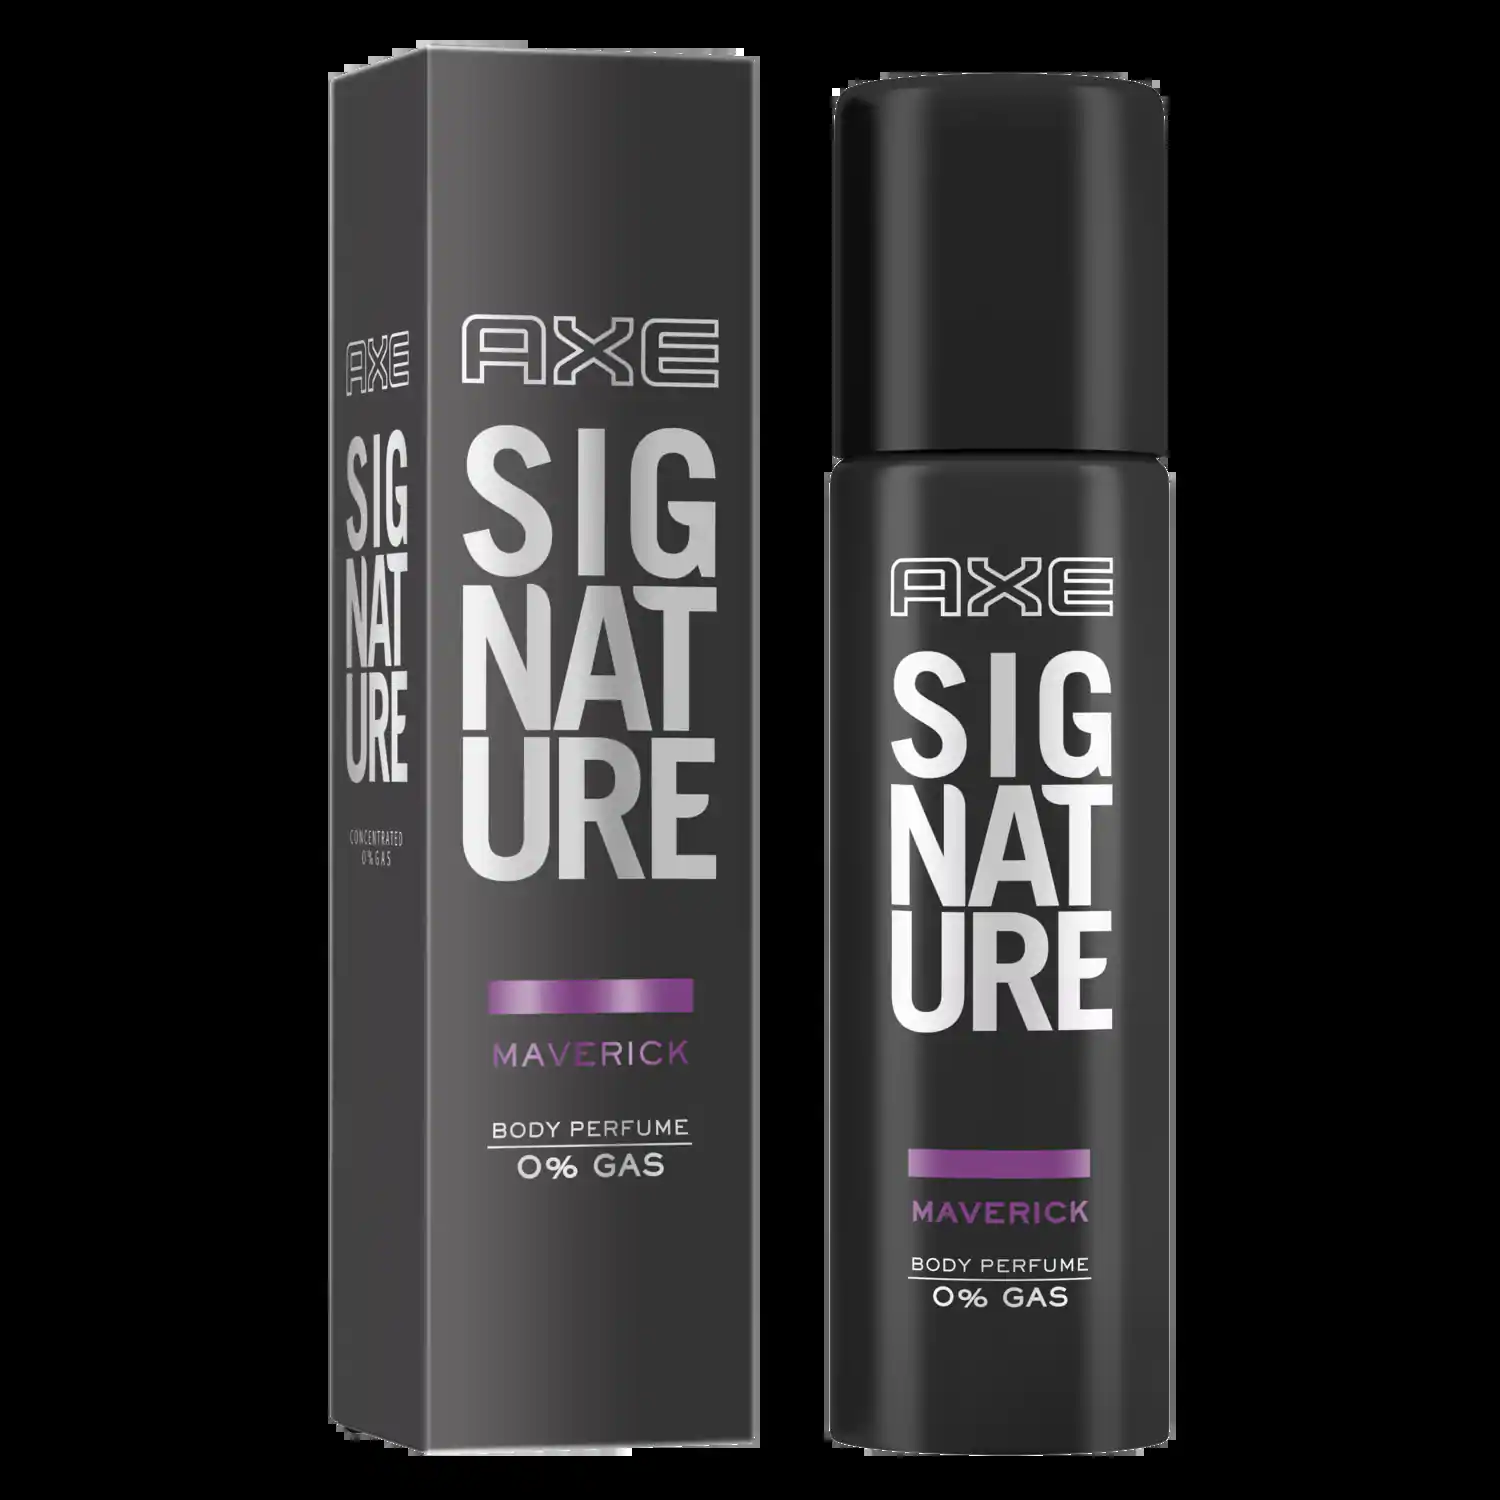 AXE
SIG
NAT
URE
CONCENTRATED
0% GAS
AXE
SIG
NAT
URE
MAVERICK
BODY PERFUME
0% GAS
AXE
SIG
NAT
URE
MAVERICK
BODY PERFUME
0% GAS